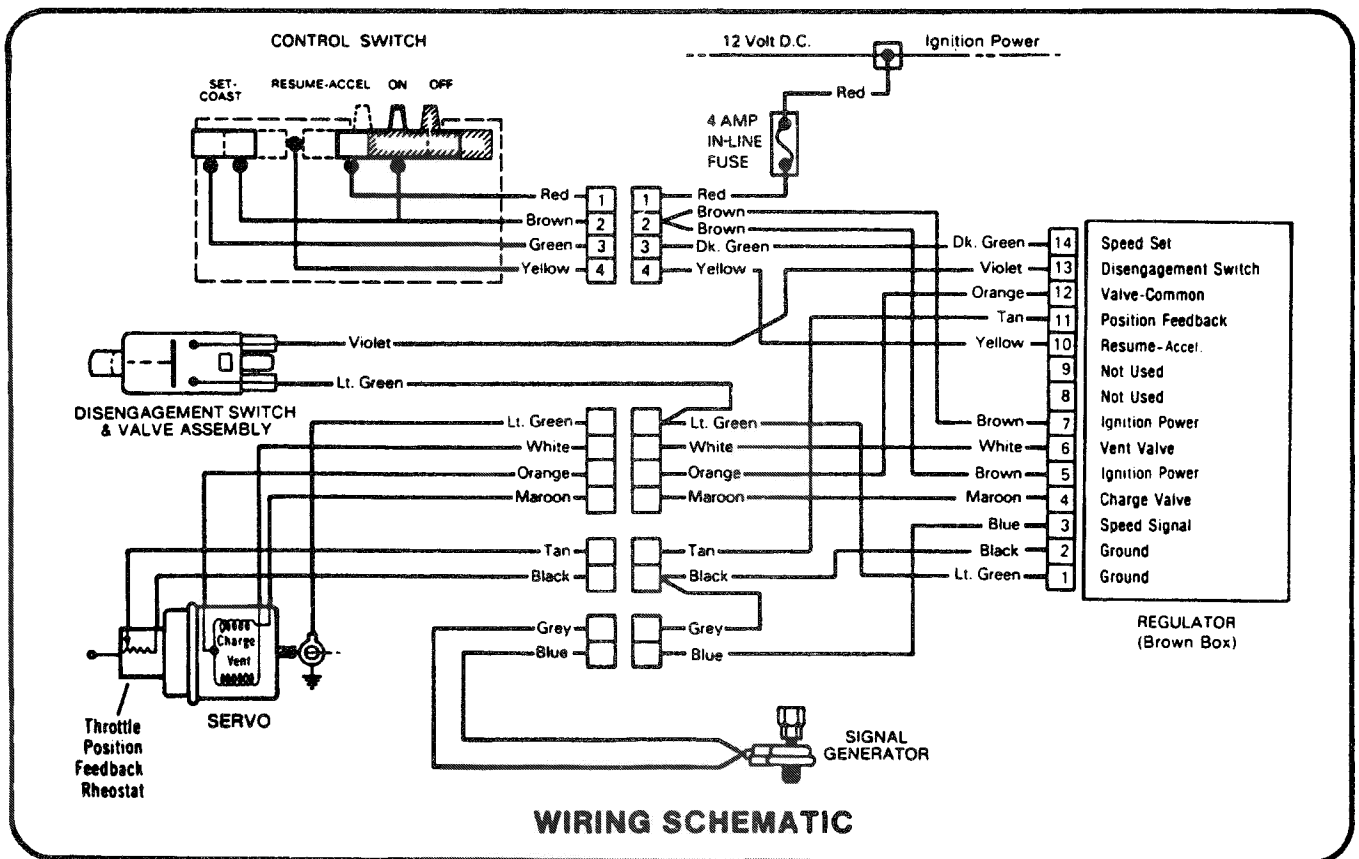 CONTROL SWITCH
SET-
COAST
RESUME-ACCEL
ON
OFF
12 Volt D.C.
Ignition Power
Red
4 AMP
IN-LINE
FUSE
Red 1
Brown 2
Green 3
Yellow 4
1 Red
2 Brown
Brown
3 Dk. Green
4 Yellow
Dk. Green 14 Speed Set
Violet 13 Disengagement Switch
Orange 12 Valve-Common
Tan 11 Position Feedback
Yellow 10 Resume-Accel.
9 Not Used
8 Not Used
Brown 7 Ignition Power
White 6 Vent Valve
Brown 5 Ignition Power
Maroon 4 Charge Valve
Blue 3 Speed Signal
Black 2 Ground
Lt. Green 1 Ground
REGULATOR
(Brown Box)
Violet
Lt. Green
DISENGAGEMENT SWITCH
& VALVE ASSEMBLY
Lt. Green
White
Orange
Maroon
Lt. Green
White
Orange
Maroon
Tan
Black
Tan
Black
Grey
Blue
Grey
Blue
Charge
Vent
SERVO
Throttle
Position
Feedback
Rheostat
SIGNAL
GENERATOR
WIRING SCHEMATIC